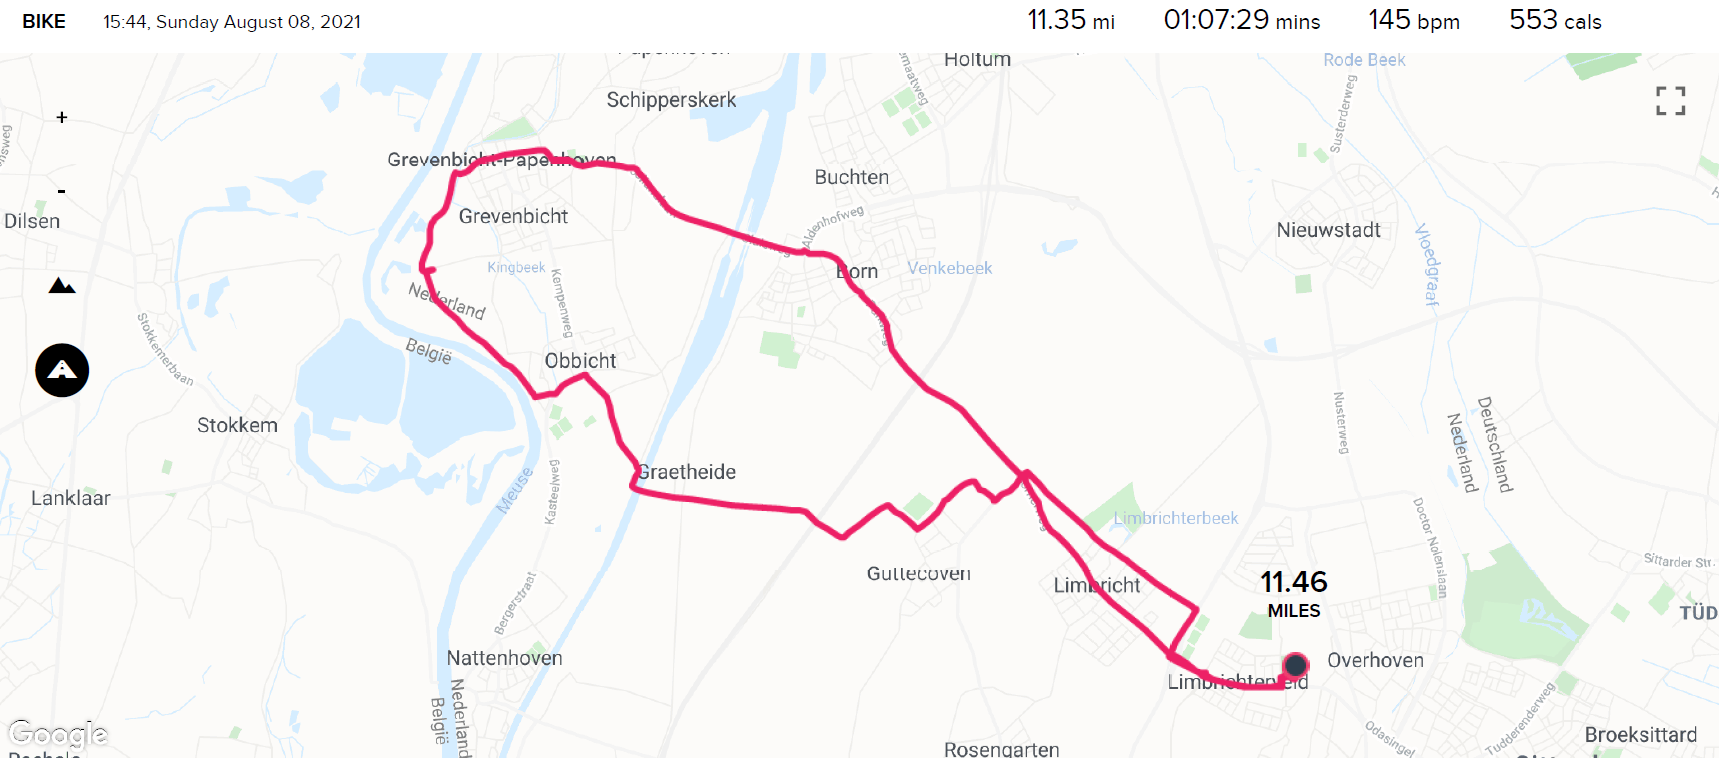 BIKE 15:44, Sunday August 08, 2021 11.35 mi 01:07:29 mins 145 bpm 553 cals
Holtum
Rode Beek
Schipperskerk
+
Susterderweg
Grevenbicht-Papenhoven
Buchten
-
Dilsen
Grevenbicht
Aldenhofweg
Nieuwstadt
Vloedgraaf
Kingbeek
Born
Venkebeek
Nederland
Kempenweg
Stokkemerbaan
België
Obbicht
Nusterweg
Deutschland
Nederland
Stokkem
Graetheide
Meuse
Kasteelweg
Lanklaar
Limbrichterbeek
Doctor Nolenslaan
Guttecoven
Limbricht
Sittarder Str.
11.46
MILES
Bergerstraat
TÜD
Nattenhoven
Overhoven
Limbrichterveld
Nederland
België
Tudderenderweg
Odasingel
Google
Broeksittard
Rosengarten